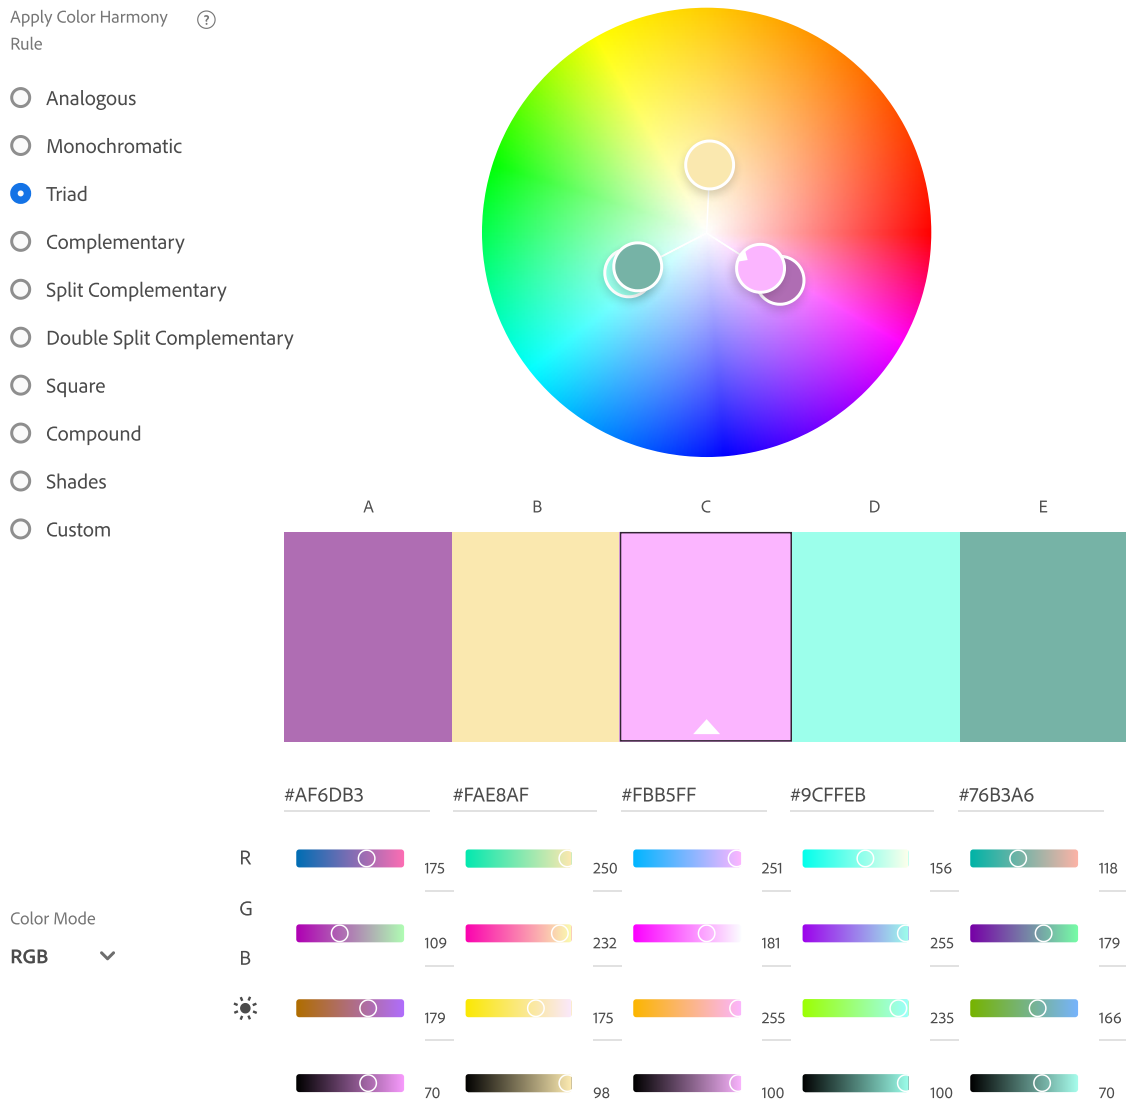 Apply Color Harmony
Rule
?
Analogous
Monochromatic
Triad
Complementary
Split Complementary
Double Split Complementary
Square
Compound
Shades
Custom
A B C D E
#AF6DB3 #FAE8AF #FBB5FF #9CFFEB #76B3A6
R 175 250 251 156 118
G 109 232 181 255 179
Color Mode
RGB
B 179 175 255 235 166
70 98 100 100 70